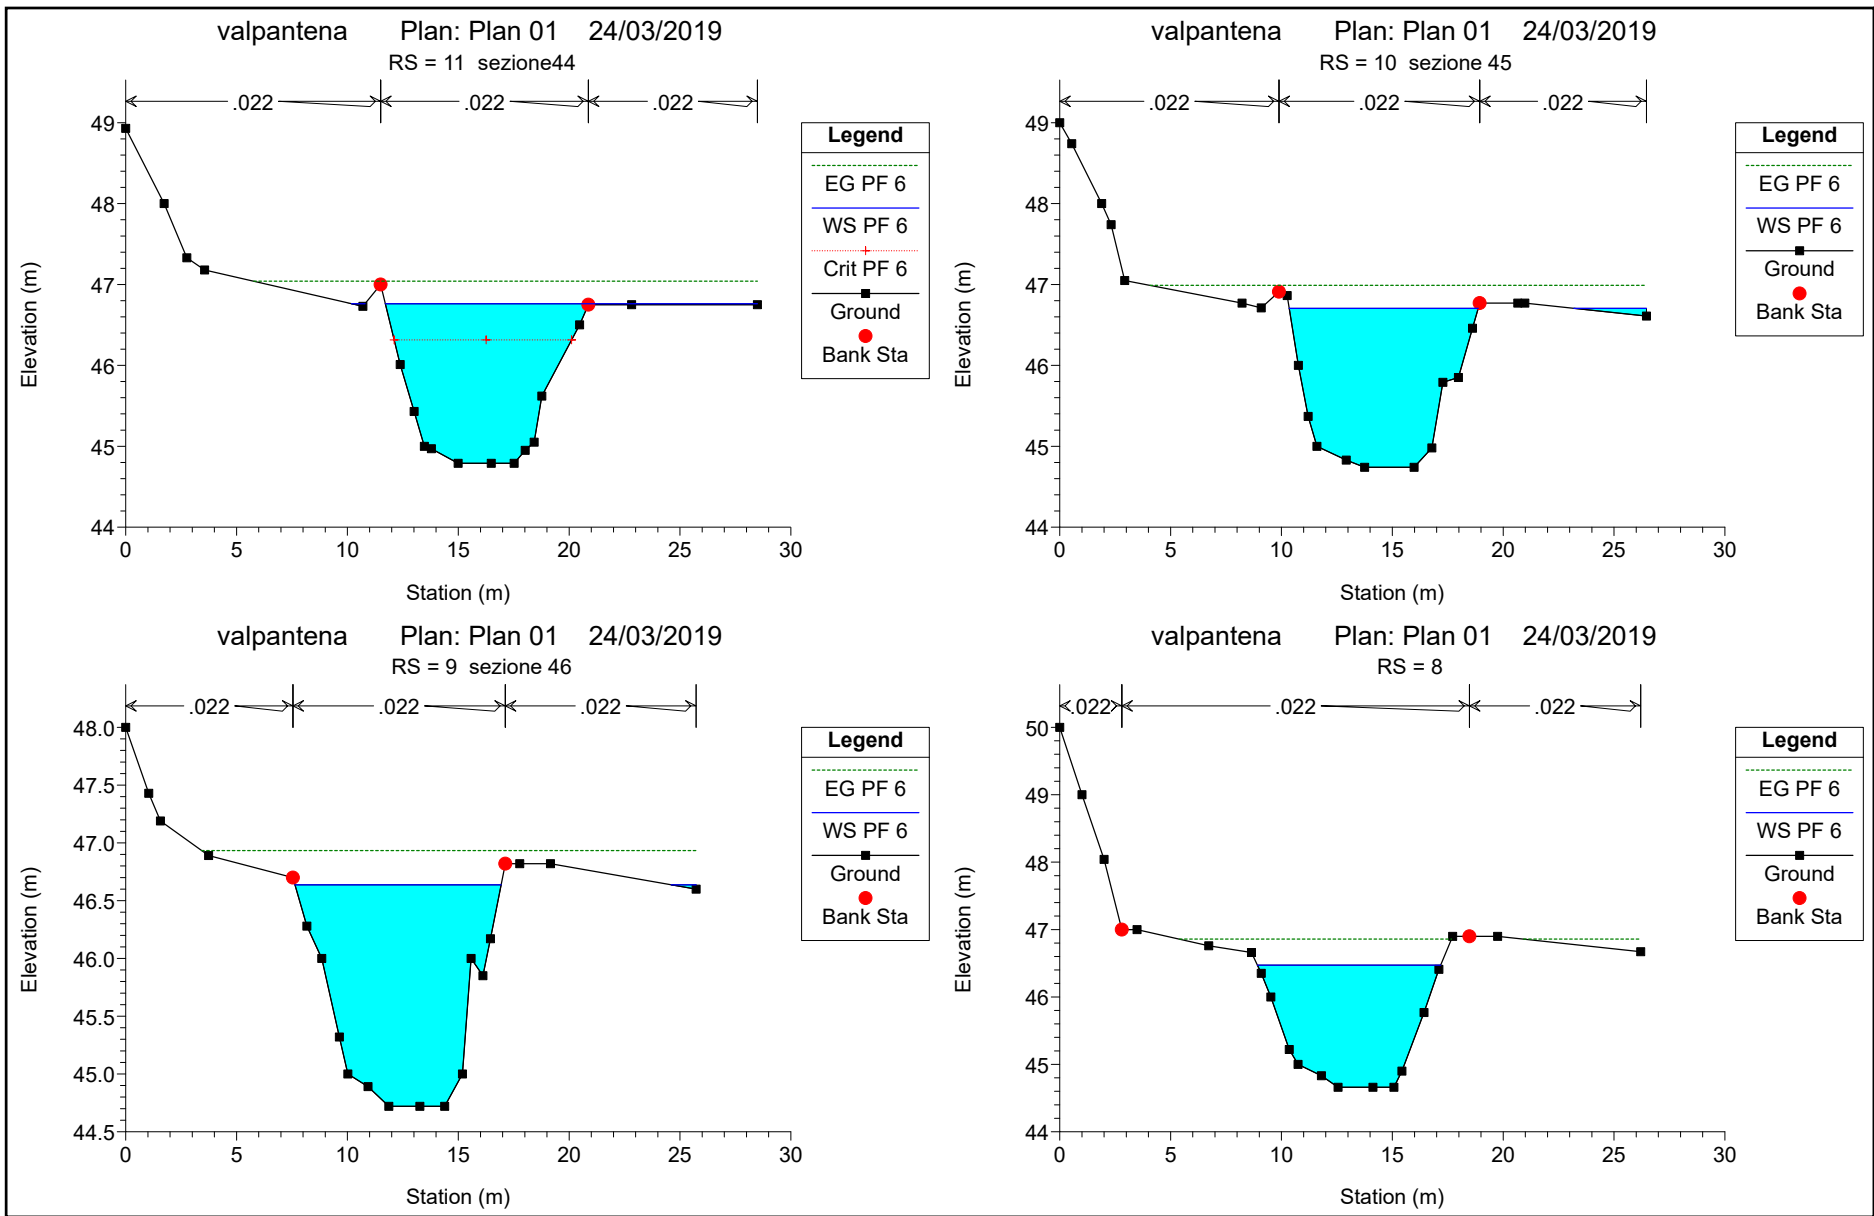 valpantena Plan: Plan 01 24/03/2019
RS = 11 sezione44
.022 .022 .022
49
48
47
46
45
44
0 5 10 15 20 25 30
Elevation (m)
Station (m)
Legend
EG PF 6
WS PF 6
Crit PF 6
Ground
Bank Sta
valpantena Plan: Plan 01 24/03/2019
RS = 10 sezione 45
.022 .022 .022
49
48
47
46
45
44
0 5 10 15 20 25 30
Elevation (m)
Station (m)
Legend
EG PF 6
WS PF 6
Ground
Bank Sta
valpantena Plan: Plan 01 24/03/2019
RS = 9 sezione 46
.022 .022 .022
48.0
47.5
47.0
46.5
46.0
45.5
45.0
44.5
0 5 10 15 20 25 30
Elevation (m)
Station (m)
Legend
EG PF 6
WS PF 6
Ground
Bank Sta
valpantena Plan: Plan 01 24/03/2019
RS = 8
.022 .022 .022
50
49
48
47
46
45
44
0 5 10 15 20 25 30
Elevation (m)
Station (m)
Legend
EG PF 6
WS PF 6
Ground
Bank Sta